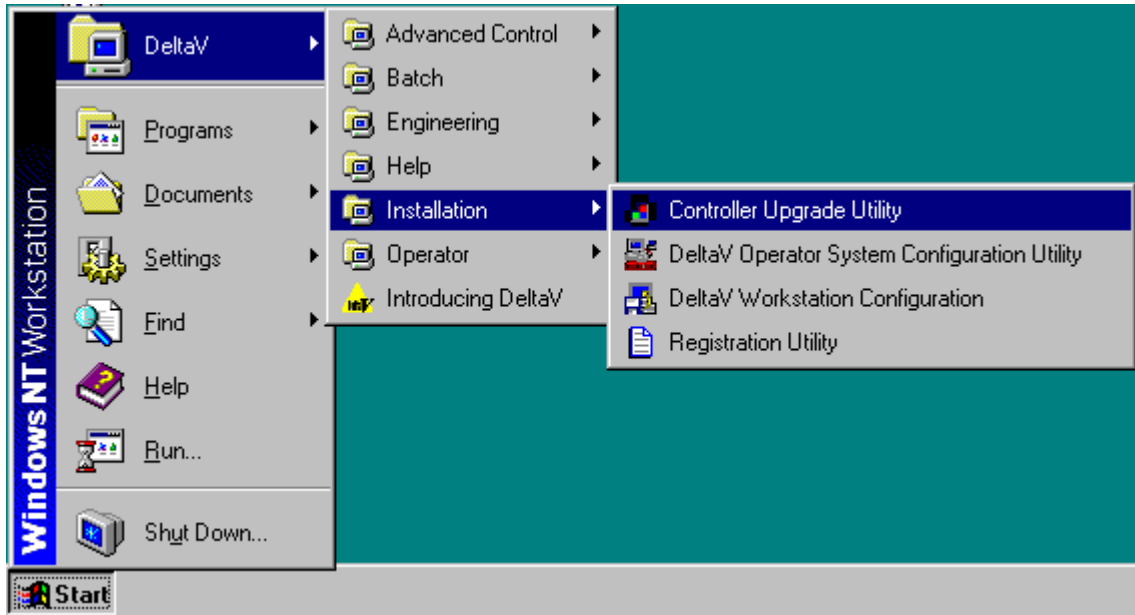 Windows NT Workstation
DeltaV
Programs
Documents
Settings
Find
Help
Run...
Shut Down...
Start
Advanced Control
Batch
Engineering
Help
Installation
Operator
Introducing DeltaV
Controller Upgrade Utility
DeltaV Operator System Configuration Utility
DeltaV Workstation Configuration
Registration Utility